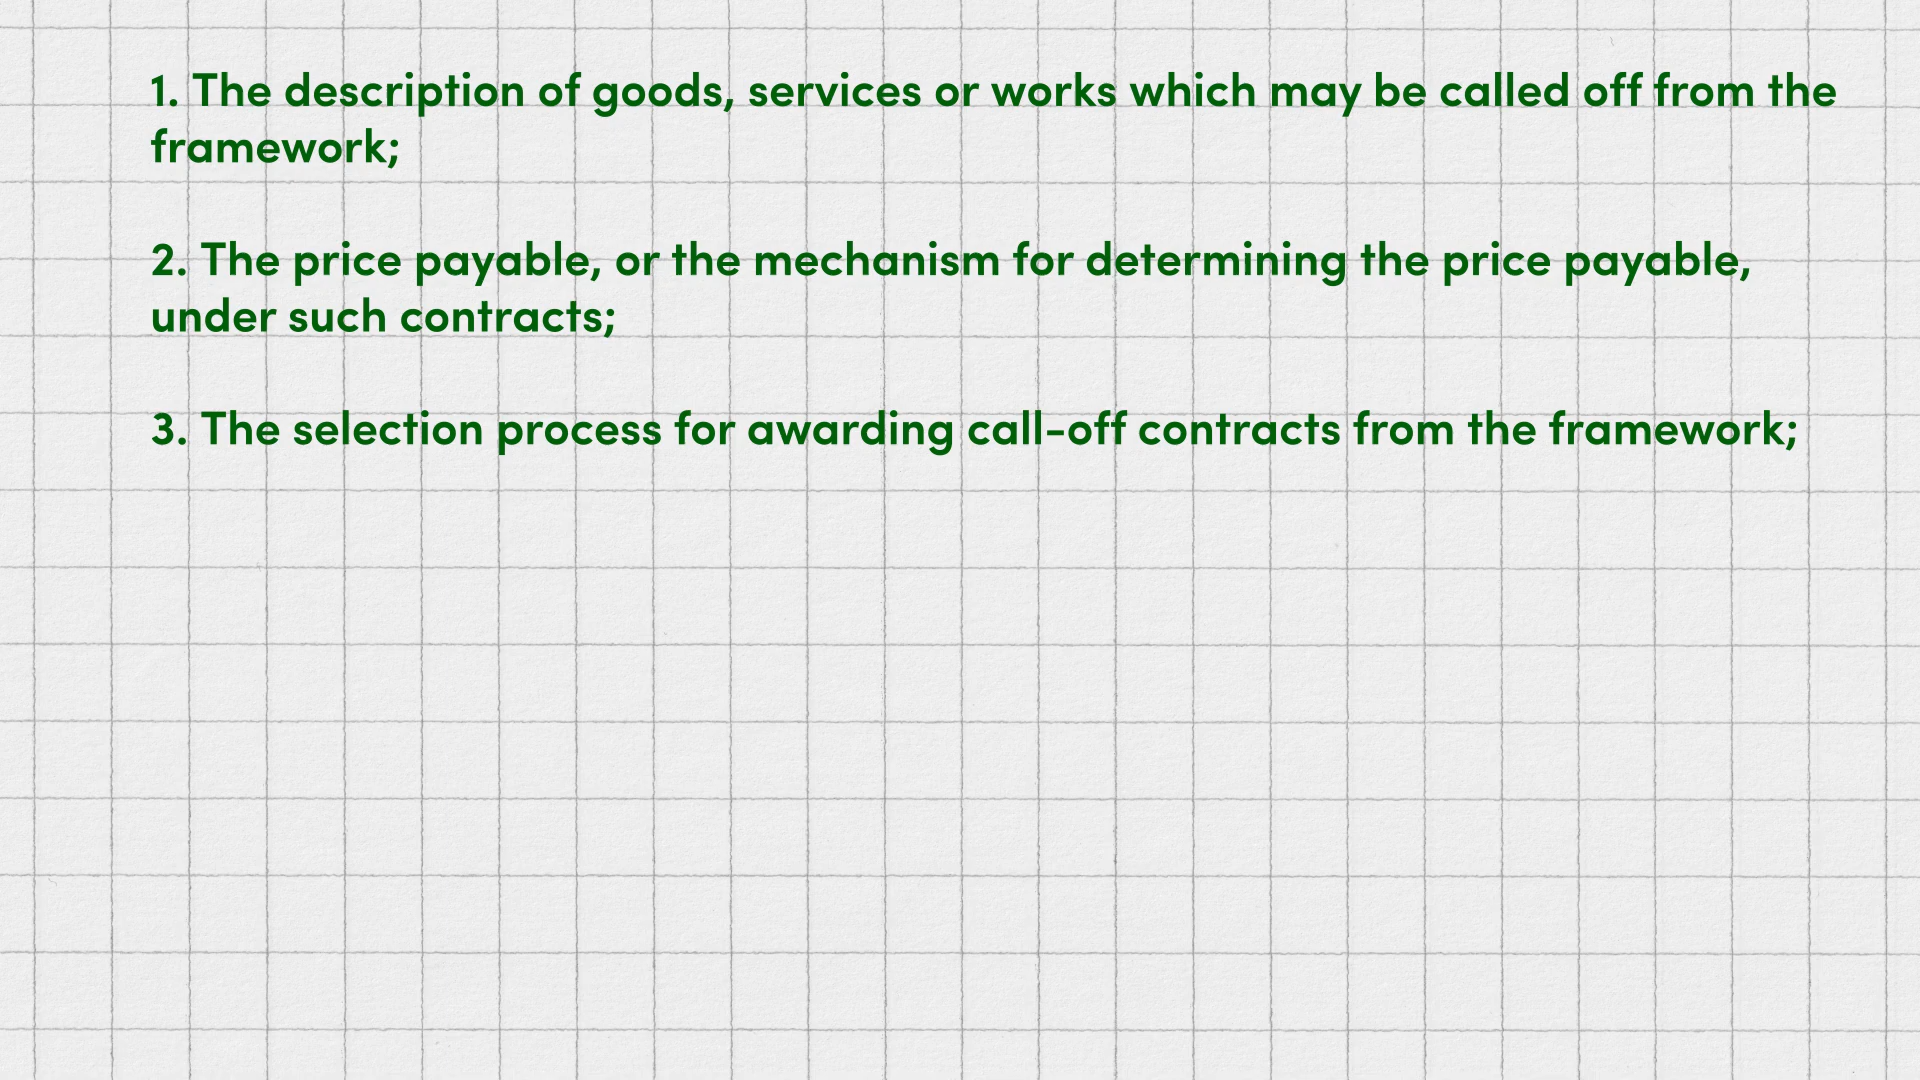 1. The description of goods, services or works which may be called off from the
framework;
2. The price payable, or the mechanism for determining the price payable,
under such contracts;
3. The selection process for awarding call-off contracts from the framework;